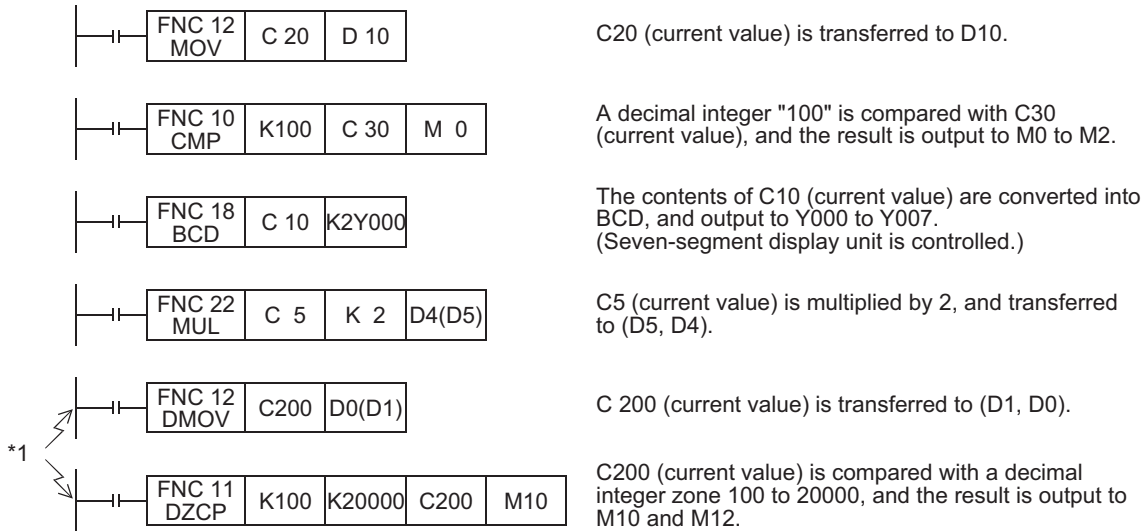 FNC 12
MOV
C 20
D 10
C20 (current value) is transferred to D10.
FNC 10
CMP
K100
C 30
M 0
A decimal integer "100" is compared with C30
(current value), and the result is output to M0 to M2.
FNC 18
BCD
C 10
K2Y000
The contents of C10 (current value) are converted into
BCD, and output to Y000 to Y007.
(Seven-segment display unit is controlled.)
FNC 22
MUL
C 5
K 2
D4(D5)
C5 (current value) is multiplied by 2, and transferred
to (D5, D4).
FNC 12
DMOV
C200
D0(D1)
C 200 (current value) is transferred to (D1, D0).
*1
FNC 11
DZCP
K100
K20000
C200
M10
C200 (current value) is compared with a decimal
integer zone 100 to 20000, and the result is output to
M10 and M12.